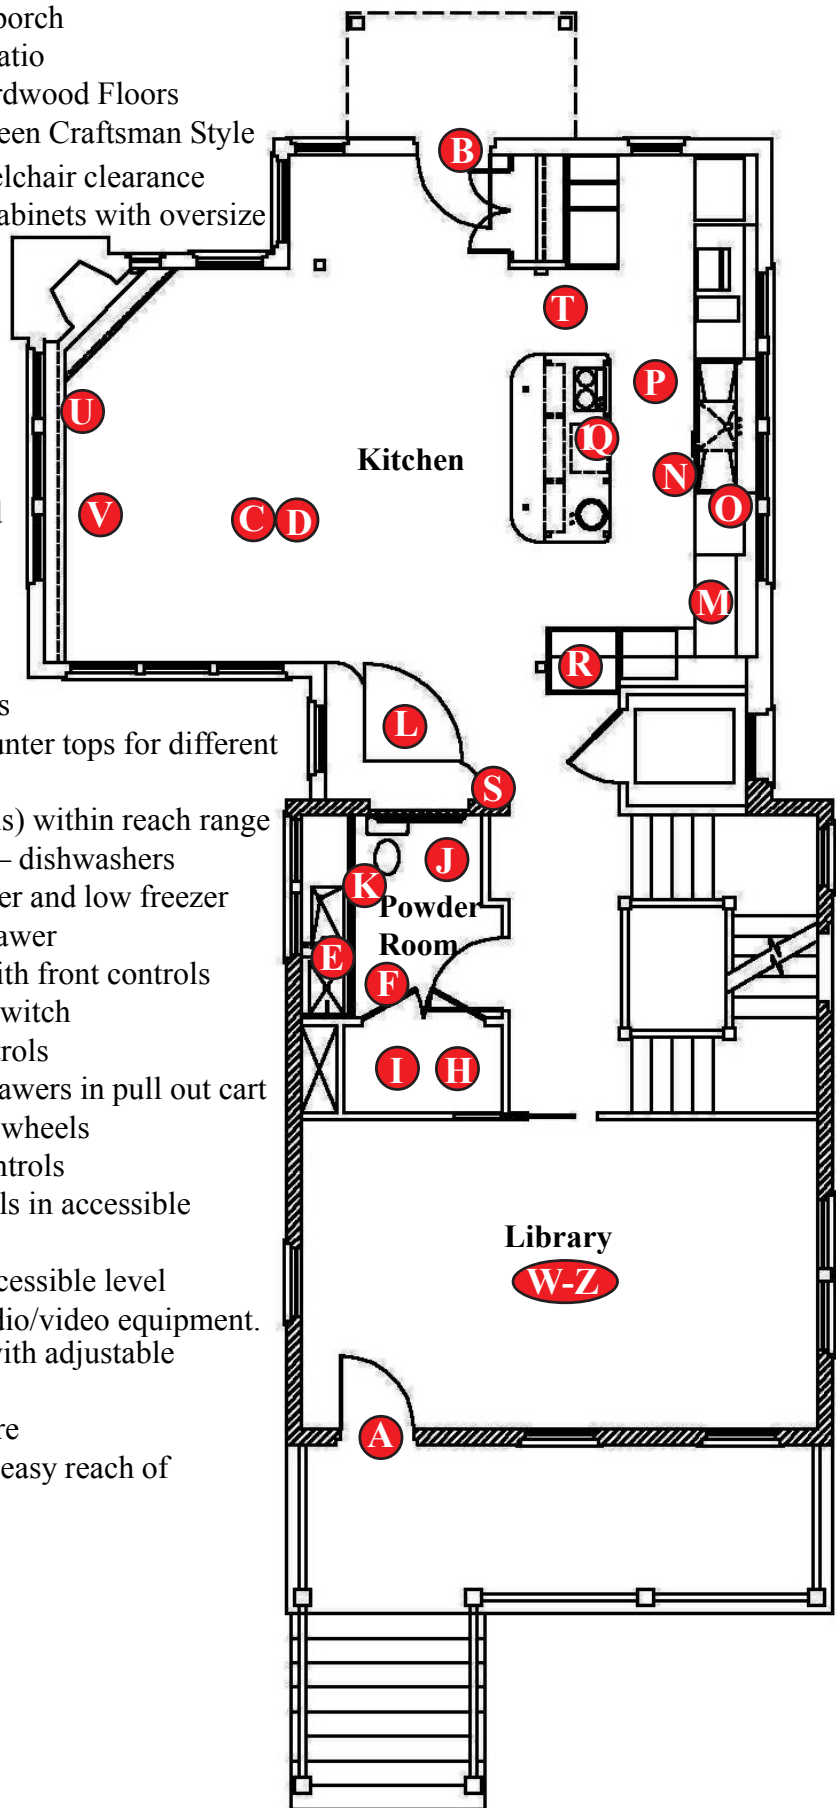 porch
atio
rdwood Floors
een Craftsman Style
elchair clearance
abinets with oversize
s
unter tops for different
s) within reach range
– dishwashers
er and low freezer
awer
ith front controls
witch
trols
awers in pull out cart
wheels
ntrols
ls in accessible
cessible level
dio/video equipment.
ith adjustable
re
easy reach of
B
T
P
U
Q
Kitchen
N
V
C
D
O
M
R
L
S
J
K
Powder
Room
E
F
I
H
Library
W-Z
A